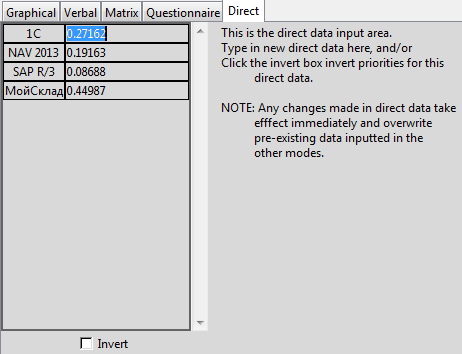 Graphical Verbal Matrix Questionnaire Direct
1C 0.27162
NAV 2013 0.19163
SAP R/3 0.08688
МойСклад 0.44987
This is the direct data input area.
Type in new direct data here, and/or
Click the invert box invert priorities for this
direct data.
NOTE: Any changes made in direct data take
efffect immediately and overwrite
pre-existing data inputted in the
other modes.
Invert